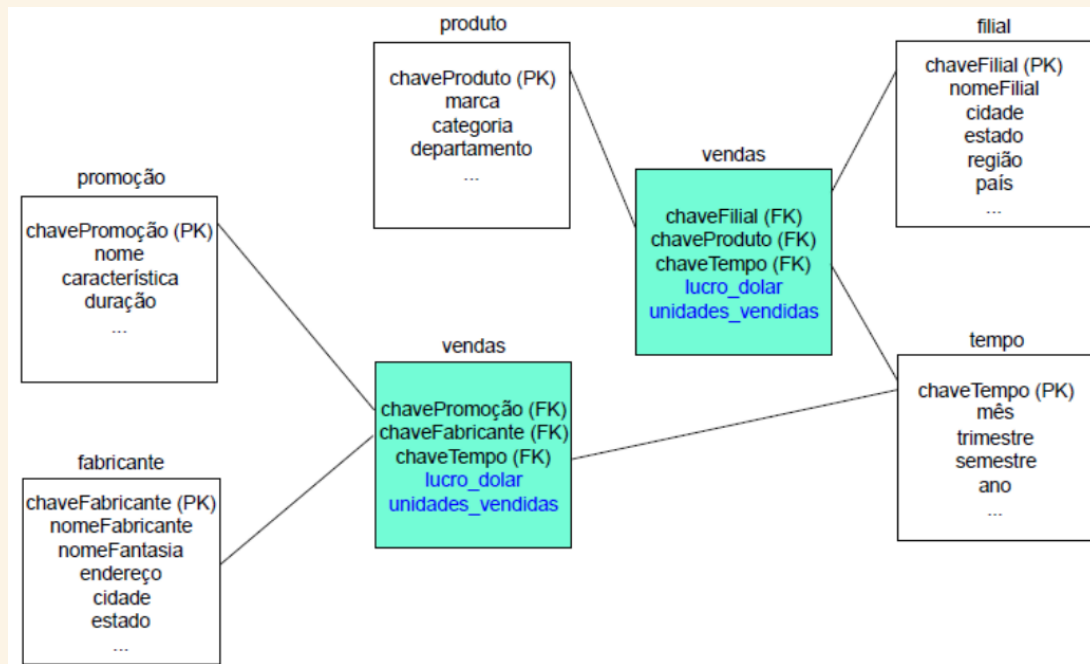 produto
chaveProduto (PK)
marca
categoria
departamento
...
filial
chaveFilial (PK)
nomeFilial
cidade
estado
região
país
...
vendas
chaveFilial (FK)
chaveProduto (FK)
chaveTempo (FK)
lucro_dolar
unidades_vendidas
promoção
chavePromoção (PK)
nome
característica
duração
...
vendas
chavePromoção (FK)
chaveFabricante (FK)
chaveTempo (FK)
lucro_dolar
unidades_vendidas
tempo
chaveTempo (PK)
mês
trimestre
semestre
ano
...
fabricante
chaveFabricante (PK)
nomeFabricante
nomeFantasia
endereço
cidade
estado
...